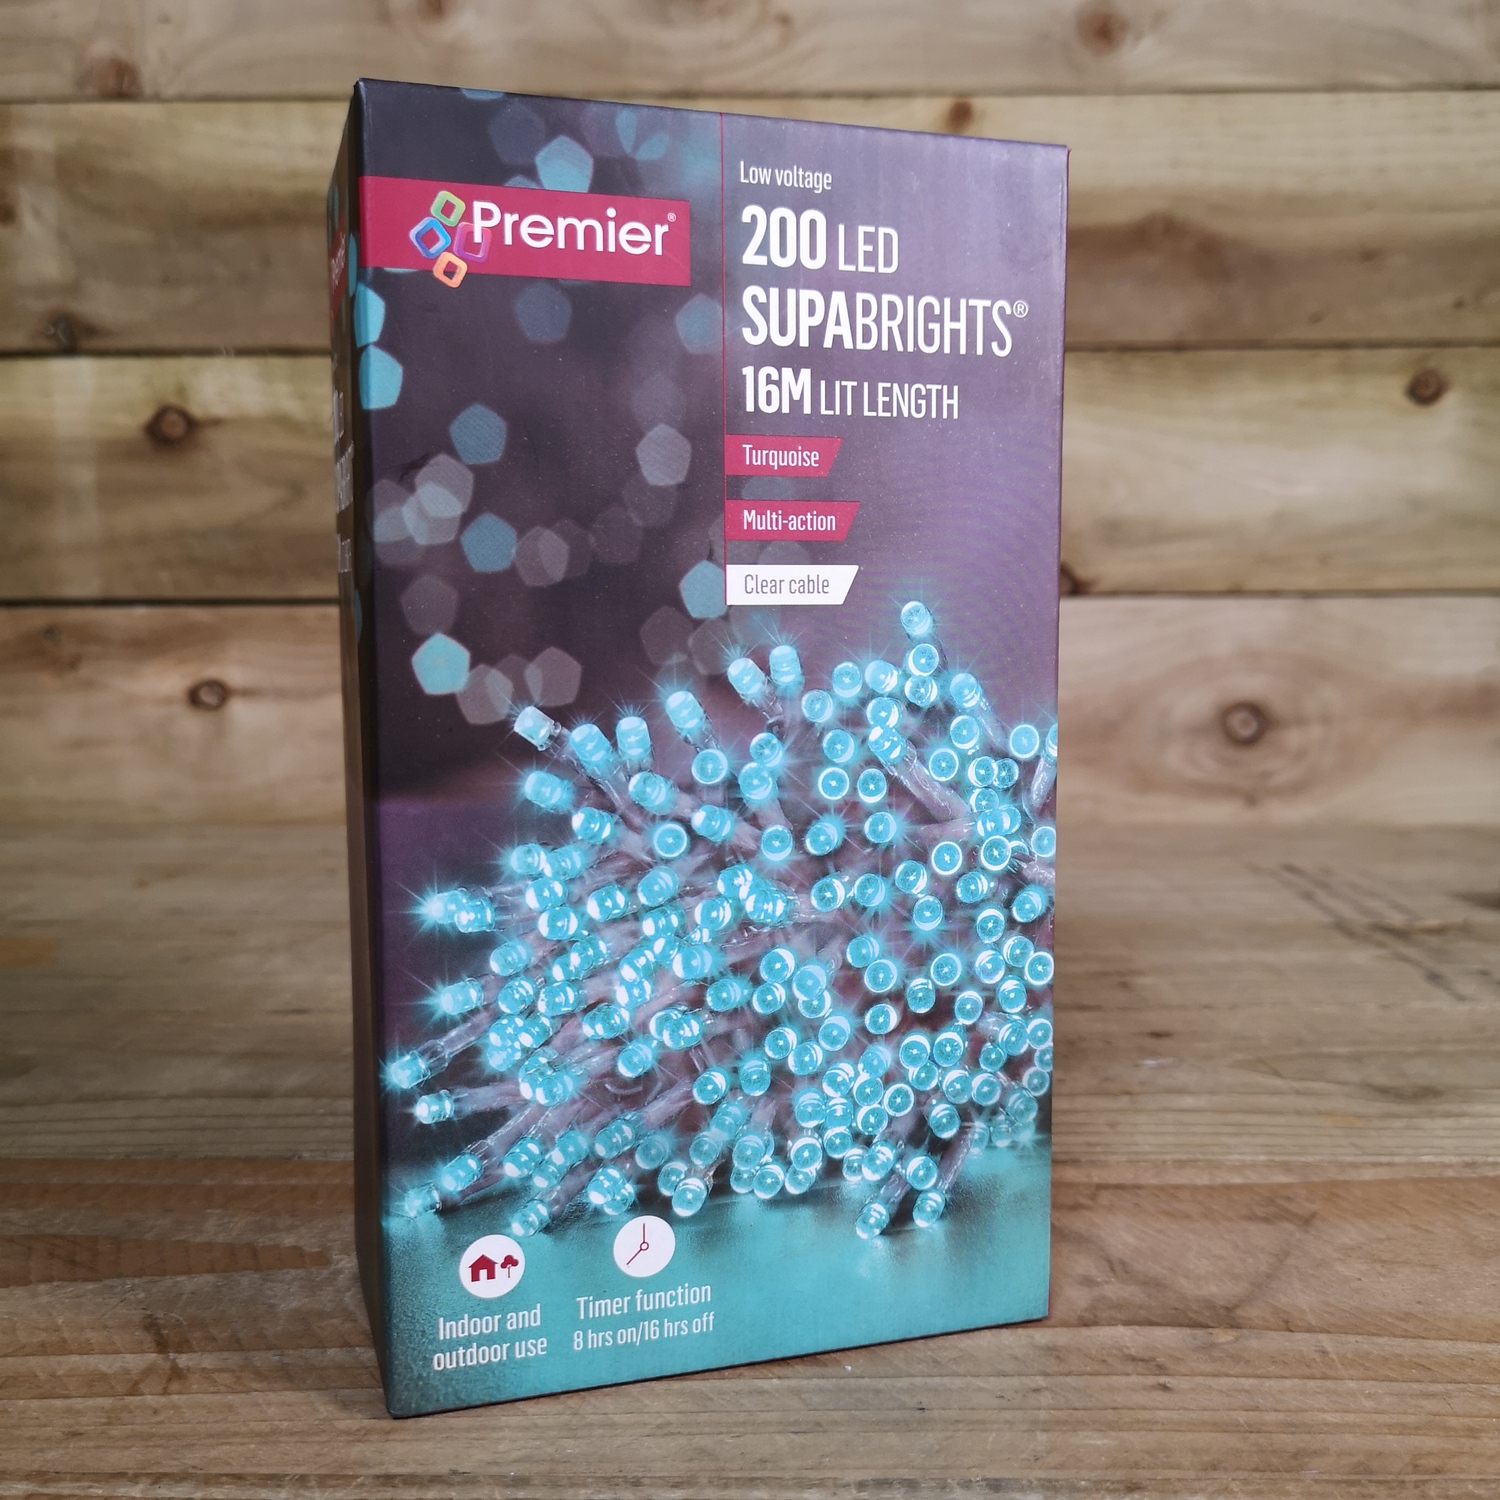 Premier®
Low voltage
200 LED
SUPABRIGHTS®
16M LIT LENGTH
Turquoise
Multi-action
Clear cable
Indoor and
outdoor use
Timer function
8 hrs on/16 hrs off